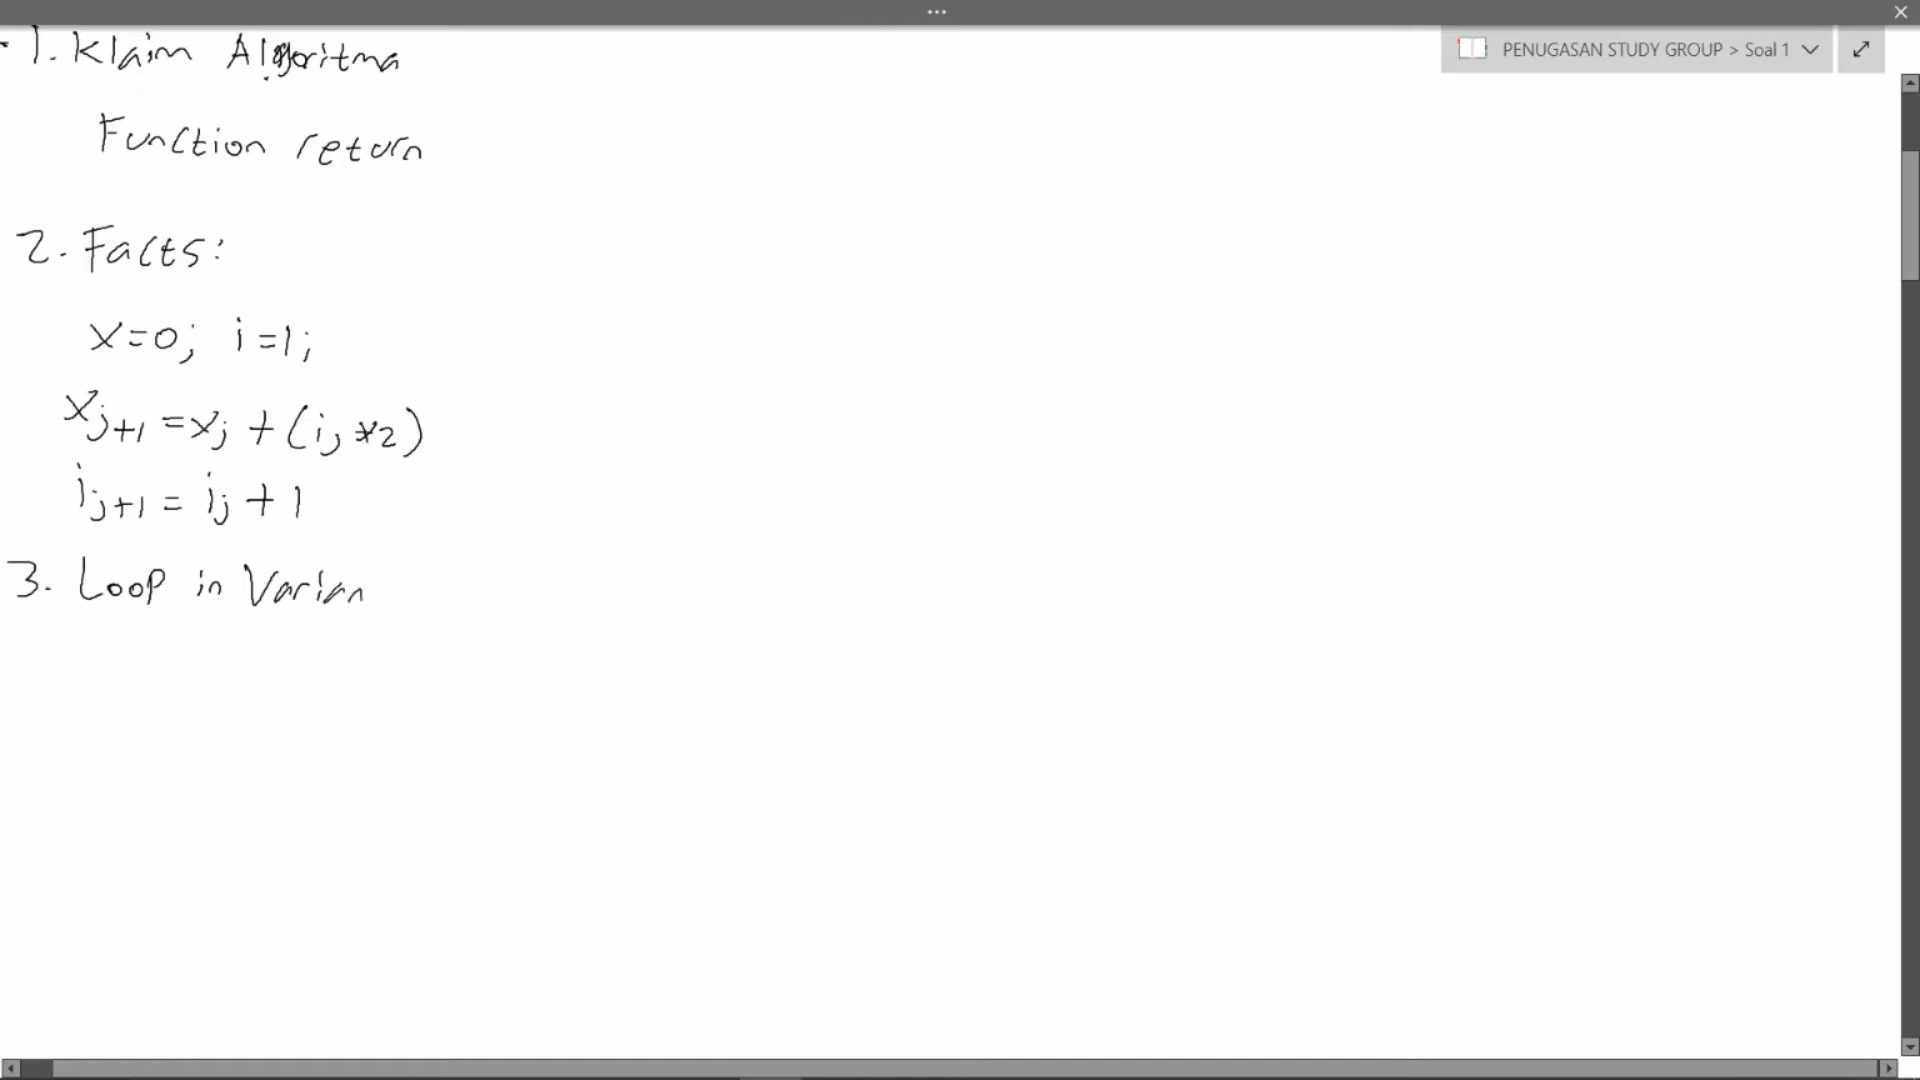 ...
PENUGASAN STUDY GROUP > Soal 1
1. Klaim Algoritma
Function return
2. Facts:
x=0; i=1;
xj+1 = xj + (ij *2)
ij+1 = ij + 1
3. Loop in Varian